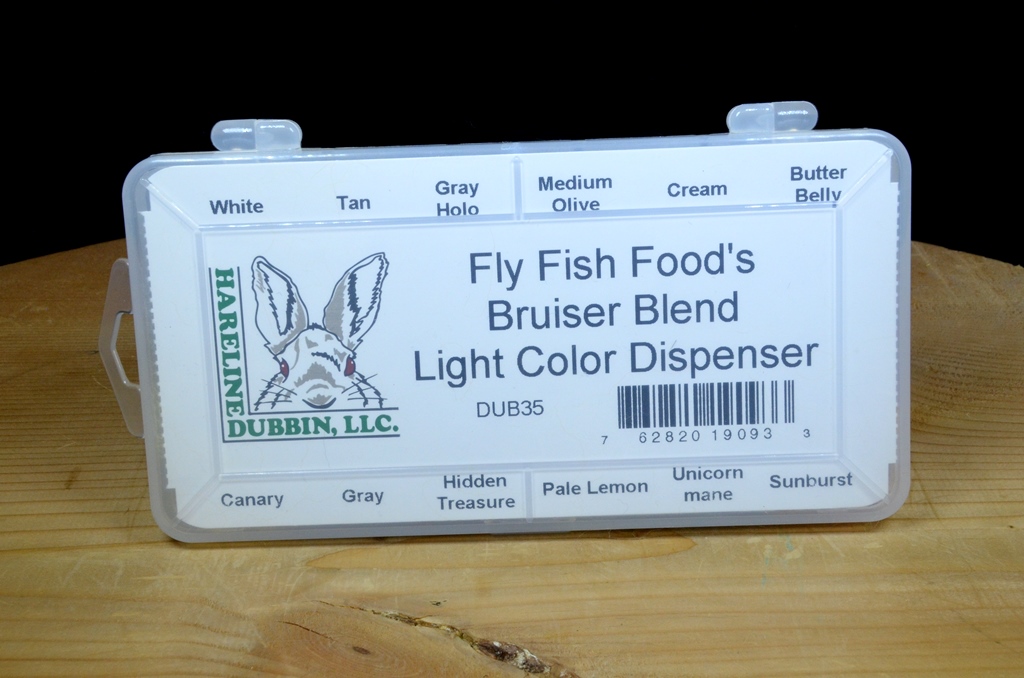 White
Tan
Gray
Holo
Medium
Olive
Cream
Butter
Belly
HARELINE
DUBBIN, LLC.
Fly Fish Food's
Bruiser Blend
Light Color Dispenser
DUB35
7 62820 19093 3
Canary
Gray
Hidden
Treasure
Pale Lemon
Unicorn
mane
Sunburst